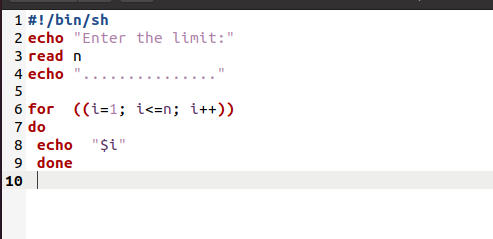 1 #!/bin/sh
2 echo "Enter the limit:"
3 read n
4 echo "..............."
5
6 for  ((i=1; i<=n; i++))
7 do
8  echo  "$i"
9  done
10